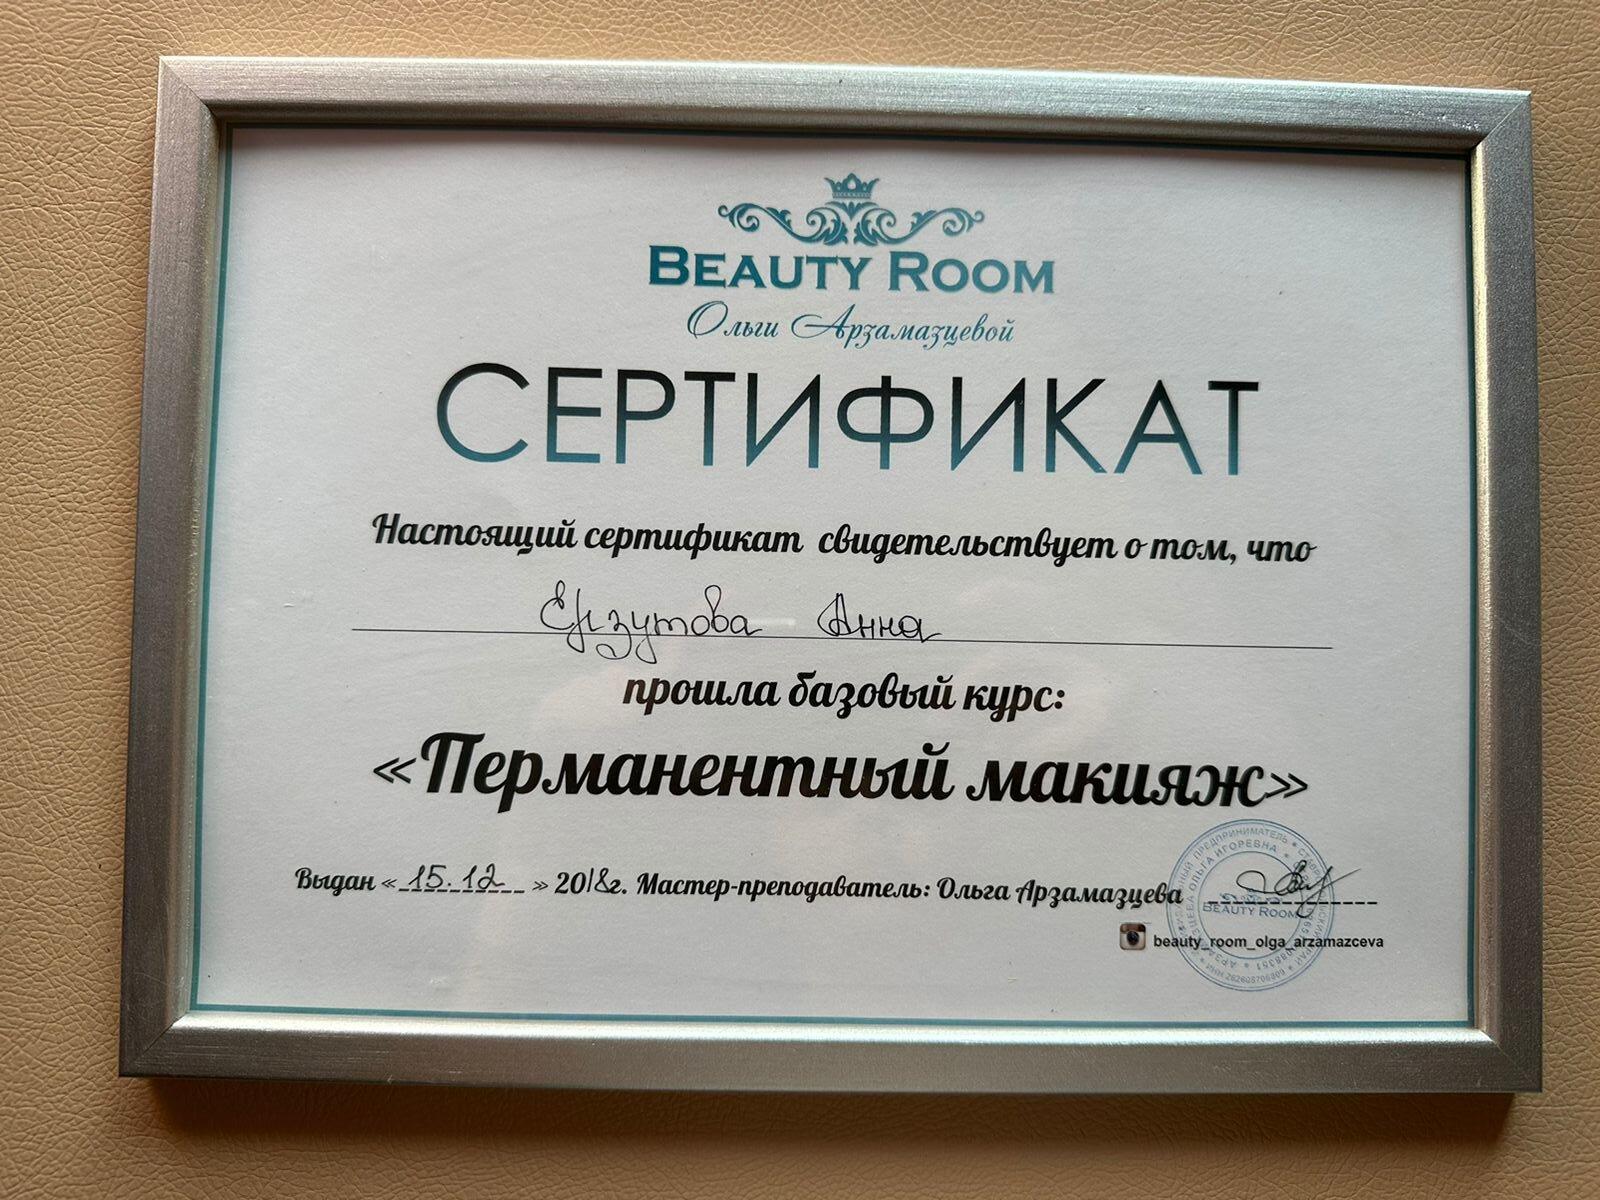 BEAUTY ROOM
Ольги Арзамазцевой
СЕРТИФИКАТ
Настоящий сертификат свидетельствует о том, что
Анна
прошла базовый курс:
«Перманентный макияж»
Выдан «15.12» 2018г. Мастер-преподаватель: Ольга Арзамазцева
BEAUTY ROOM
beauty_room_olga_arzamazceva